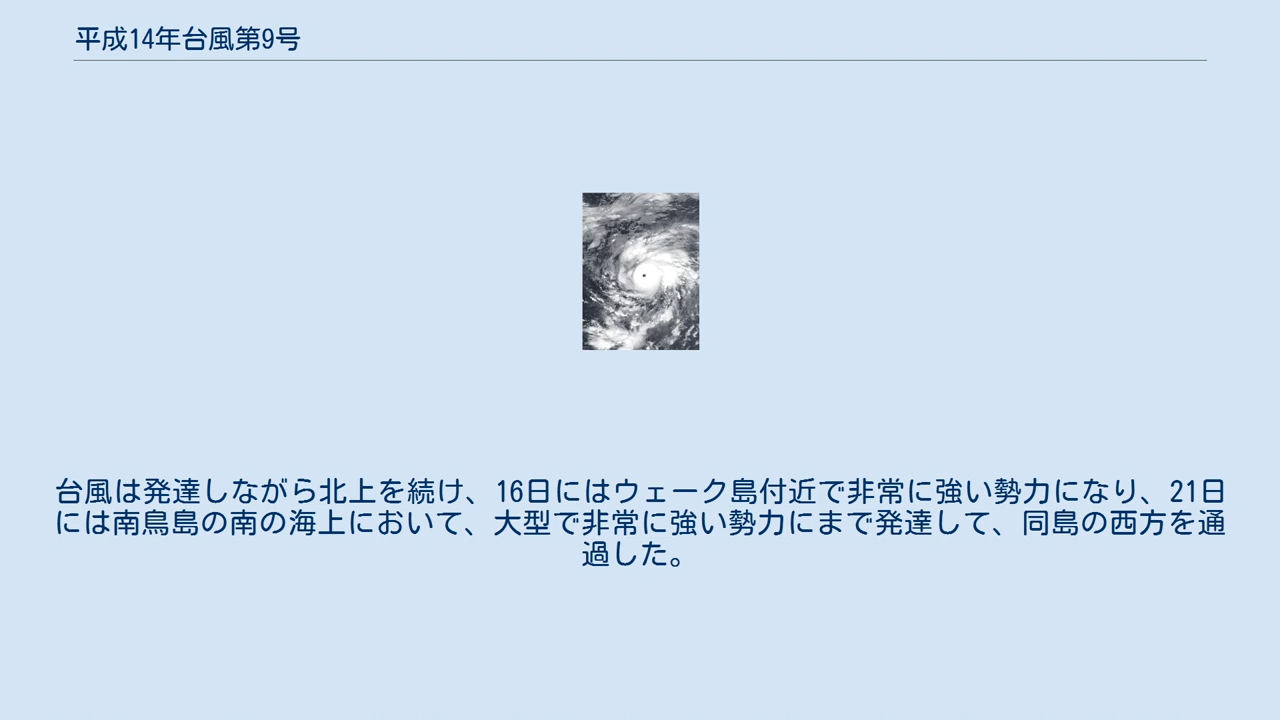 平成14年台風第9号
台風は発達しながら北上を続け、16日にはウェーク島付近で非常に強い勢力になり、21日
には南鳥島の南の海上において、大型で非常に強い勢力にまで発達して、同島の西方を通
過した。